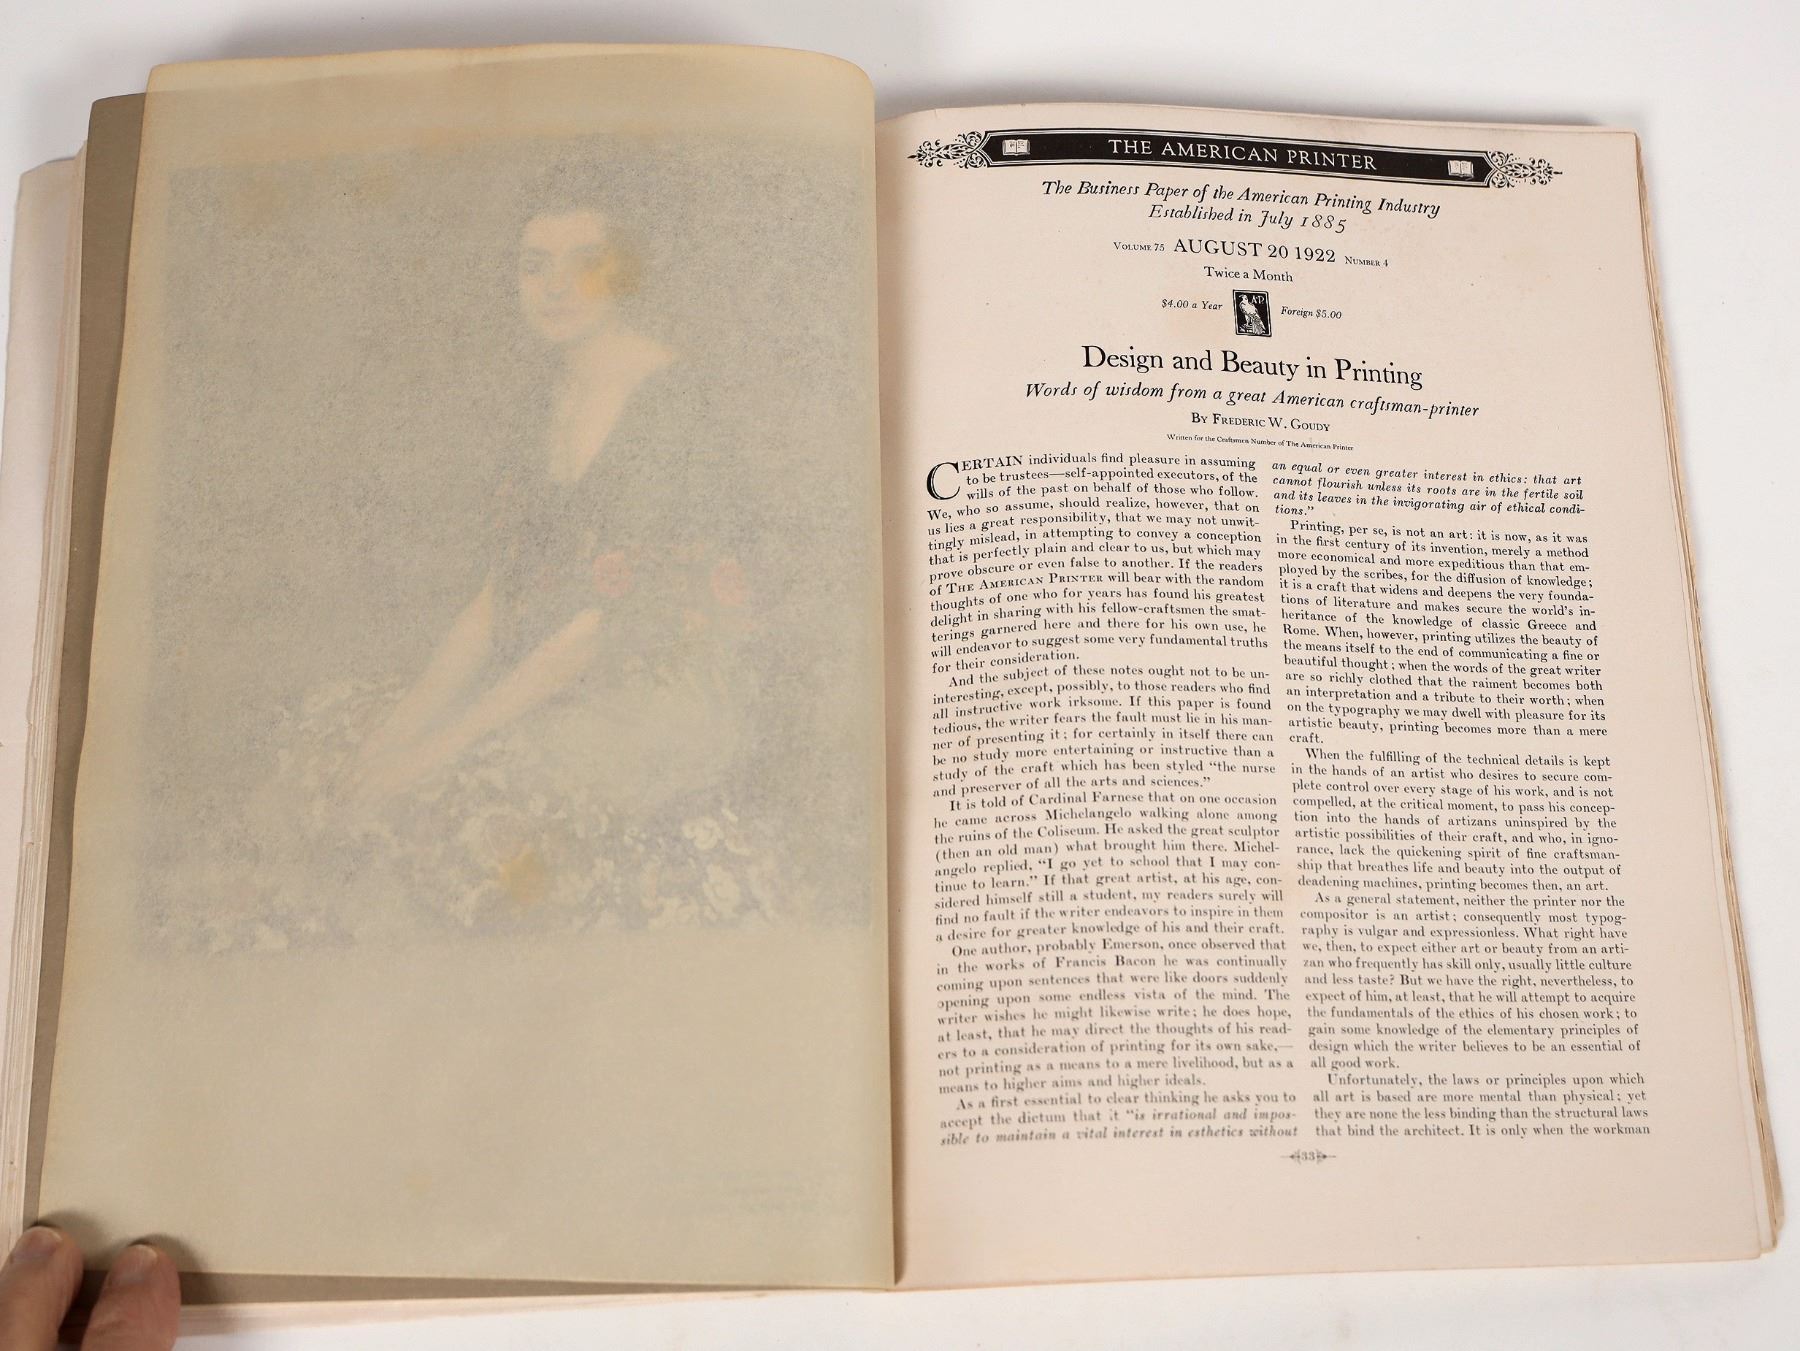 THE AMERICAN PRINTER
The Business Paper of the American Printing Industry
Established in July 1885
VOLUME 75 AUGUST 20 1922 NUMBER 4
Twice a Month
$4.00 a Year AP Foreign $5.00
Design and Beauty in Printing
Words of wisdom from a great American craftsman-printer
BY FREDERIC W. GOUDY
Written for the Craftsmen Number of The American Printer
CERTAIN individuals find pleasure in assuming
to be trustees—self-appointed executors, of the
wills of the past on behalf of those who follow.
We, who so assume, should realize, however, that on
us lies a great responsibility, that we may not unwit-
tingly mislead, in attempting to convey a conception
that is perfectly plain and clear to us, but which may
prove obscure or even false to another. If the readers
of THE AMERICAN PRINTER will bear with the random
thoughts of one who for years has found his greatest
delight in sharing with his fellow-craftsmen the smat-
terings garnered here and there for his own use, he
will endeavor to suggest some very fundamental truths
for their consideration.
And the subject of these notes ought not to be un-
interesting, except, possibly, to those readers who find
all instructive work irksome. If this paper is found
tedious, the writer fears the fault must lie in his man-
ner of presenting it; for certainly in itself there can
be no study more entertaining or instructive than a
study of the craft which has been styled "the nurse
and preserver of all the arts and sciences."
It is told of Cardinal Farnese that on one occasion
he came across Michelangelo walking alone among
the ruins of the Coliseum. He asked the great sculptor
(then an old man) what brought him there. Michel-
angelo replied, "I go yet to school that I may con-
tinue to learn." If that great artist, at his age, con-
sidered himself still a student, my readers surely will
find no fault if the writer endeavors to inspire in them
a desire for greater knowledge of his and their craft.
One author, probably Emerson, once observed that
in the works of Francis Bacon he was continually
coming upon sentences that were like doors suddenly
opening upon some endless vista of the mind. The
writer wishes he might likewise write; he does hope,
at least, that he may direct the thoughts of his read-
ers to a consideration of printing for its own sake,—
not printing as a means to a mere livelihood, but as a
means to higher aims and higher ideals.
As a first essential to clear thinking he asks you to
accept the dictum that it "is irrational and impos-
sible to maintain a vital interest in esthetics without
an equal or even greater interest in ethics: that art
cannot flourish unless its roots are in the fertile soil
and its leaves in the invigorating air of ethical condi-
tions."
Printing, per se, is not an art: it is now, as it was
in the first century of its invention, merely a method
more economical and more expeditious than that em-
ployed by the scribes, for the diffusion of knowledge;
it is a craft that widens and deepens the very founda-
tions of literature and makes secure the world's in-
heritance of the knowledge of classic Greece and
Rome. When, however, printing utilizes the beauty of
the means itself to the end of communicating a fine or
beautiful thought; when the words of the great writer
are so richly clothed that the raiment becomes both
an interpretation and a tribute to their worth; when
on the typography we may dwell with pleasure for its
artistic beauty, printing becomes more than a mere
craft.
When the fulfilling of the technical details is kept
in the hands of an artist who desires to secure com-
plete control over every stage of his work, and is not
compelled, at the critical moment, to pass his concep-
tion into the hands of artizans uninspired by the
artistic possibilities of their craft, and who, in igno-
rance, lack the quickening spirit of fine craftsman-
ship that breathes life and beauty into the output of
deadening machines, printing becomes then, an art.
As a general statement, neither the printer nor the
compositor is an artist; consequently most typog-
raphy is vulgar and expressionless. What right have
we, then, to expect either art or beauty from an arti-
zan who frequently has skill only, usually little culture
and less taste? But we have the right, nevertheless, to
expect of him, at least, that he will attempt to acquire
the fundamentals of the ethics of his chosen work; to
gain some knowledge of the elementary principles of
design which the writer believes to be an essential of
all good work.
Unfortunately, the laws or principles upon which
all art is based are more mental than physical; yet
they are none the less binding than the structural laws
that bind the architect. It is only when the workman
33